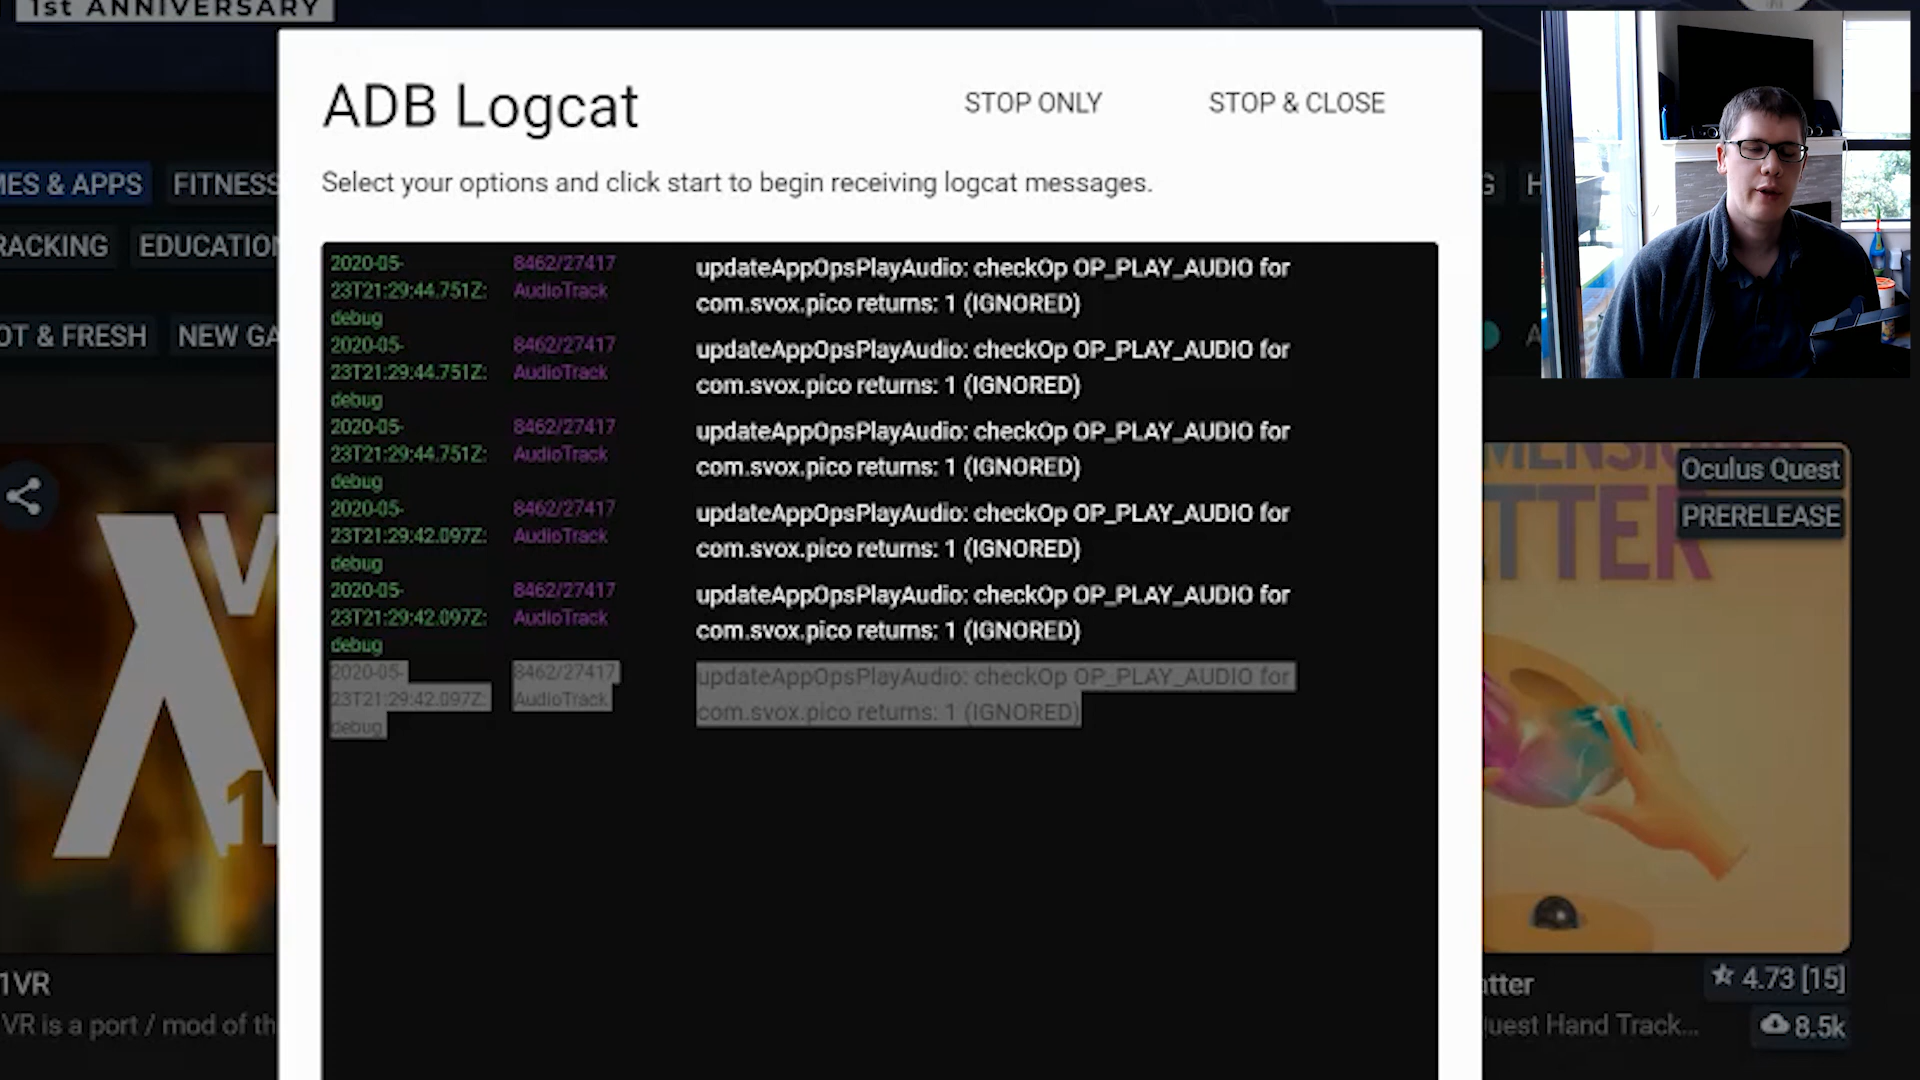 1st ANNIVERSARY
ADB Logcat
STOP ONLY
STOP & CLOSE
Select your options and click start to begin receiving logcat messages.
MES & APPS
FITNESS
RACKING
EDUCATION
OT & FRESH
NEW GA
2020-05-
23T21:29:44.751Z:
debug
8462/27417
AudioTrack
updateAppOpsPlayAudio: checkOp OP_PLAY_AUDIO for
com.svox.pico returns: 1 (IGNORED)
2020-05-
23T21:29:44.751Z:
debug
8462/27417
AudioTrack
updateAppOpsPlayAudio: checkOp OP_PLAY_AUDIO for
com.svox.pico returns: 1 (IGNORED)
2020-05-
23T21:29:44.751Z:
debug
8462/27417
AudioTrack
updateAppOpsPlayAudio: checkOp OP_PLAY_AUDIO for
com.svox.pico returns: 1 (IGNORED)
2020-05-
23T21:29:42.097Z:
debug
8462/27417
AudioTrack
updateAppOpsPlayAudio: checkOp OP_PLAY_AUDIO for
com.svox.pico returns: 1 (IGNORED)
2020-05-
23T21:29:42.097Z:
debug
8462/27417
AudioTrack
updateAppOpsPlayAudio: checkOp OP_PLAY_AUDIO for
com.svox.pico returns: 1 (IGNORED)
2020-05-
23T21:29:42.097Z:
debug
8462/27417
AudioTrack
updateAppOpsPlayAudio: checkOp OP_PLAY_AUDIO for
com.svox.pico returns: 1 (IGNORED)
Oculus Quest
PRERELEASE
1VR
VR is a port / mod of th
atter
4.73 [15]
uest Hand Track...
8.5k